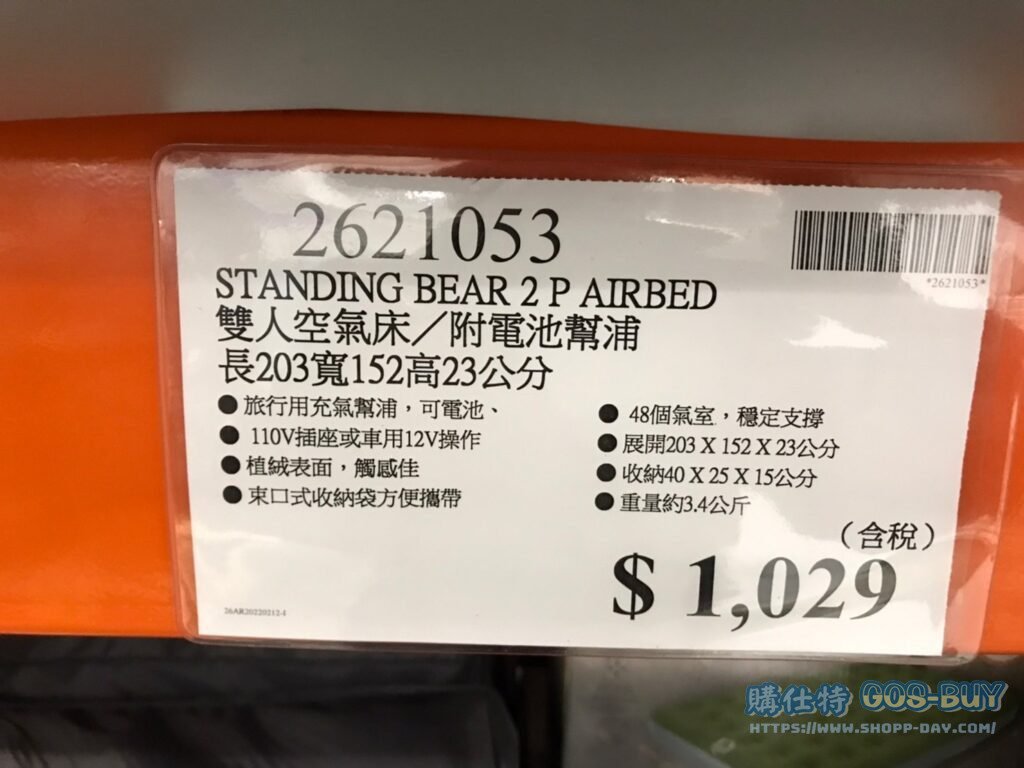 2621053
*2621053*
STANDING BEAR 2 P AIRBED
雙人空氣床／附電池幫浦
長203寬152高23公分
●旅行用充氣幫浦，可電池、
● 110V插座或車用12V操作
●植絨表面，觸感佳
●束口式收納袋方便攜帶
● 48個氣室，穩定支撐
●展開203 X 152 X 23公分
●收納40 X 25 X 15公分
●重量約3.4公斤
（含稅）
$ 1,029
26AR20220212-I
購仕特 GOS-BUY
HTTPS://WWW.SHOPP-DAY.COM/